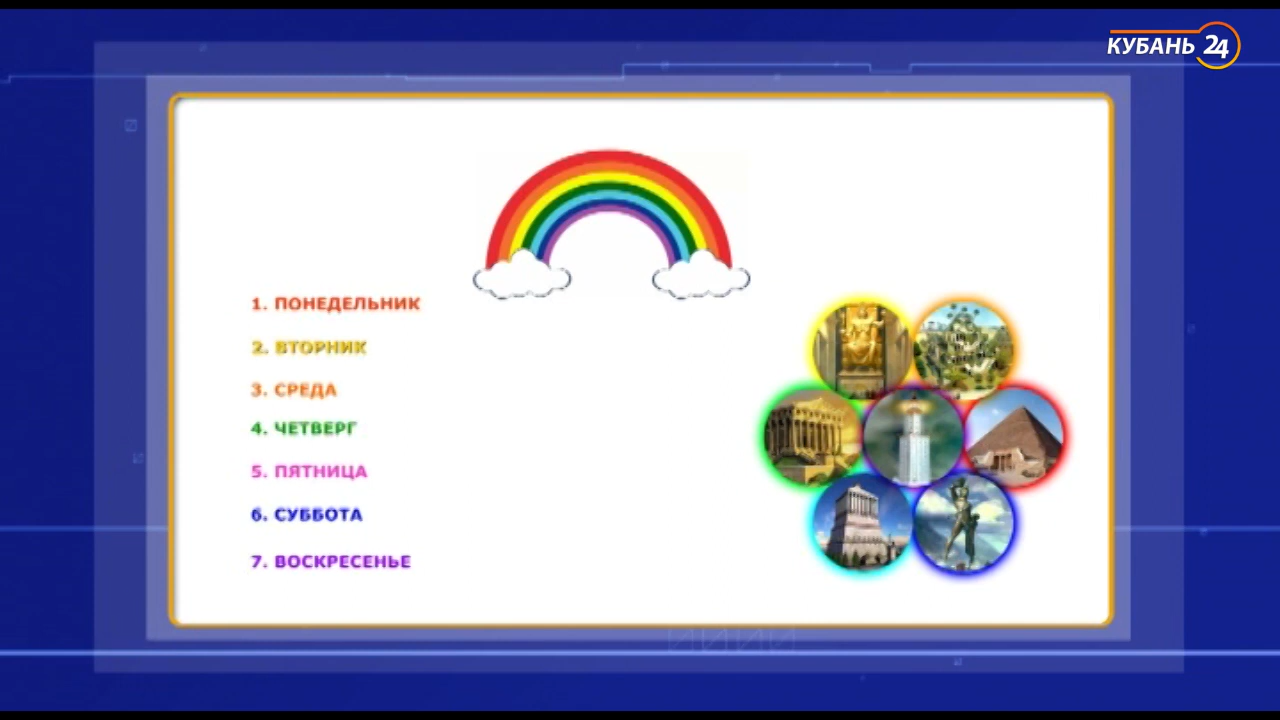 КУБАНЬ 24
1. ПОНЕДЕЛЬНИК
2. ВТОРНИК
3. СРЕДА
4. ЧЕТВЕРГ
5. ПЯТНИЦА
6. СУББОТА
7. ВОСКРЕСЕНЬЕ